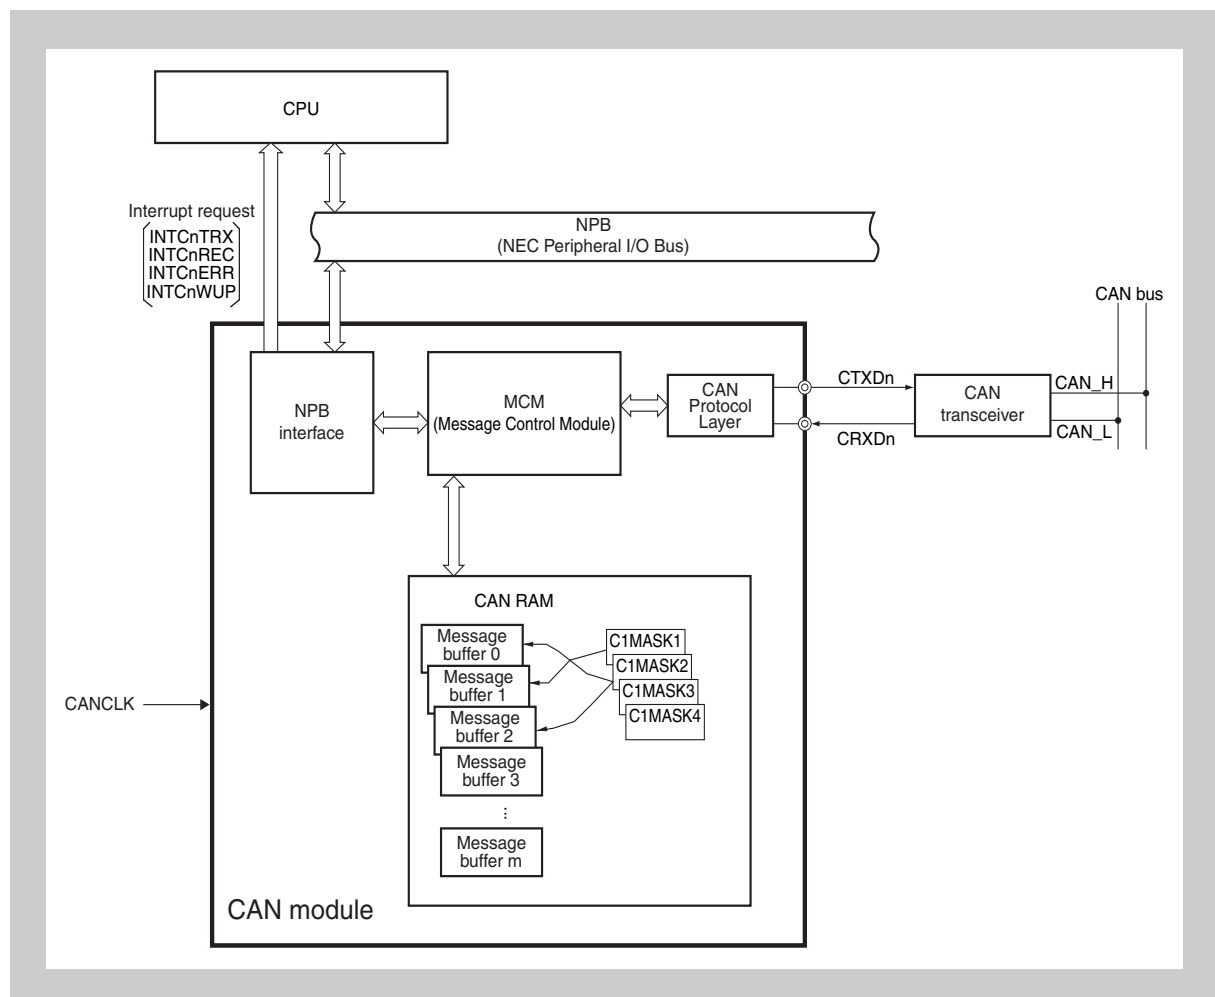 CPU
Interrupt request
INTCnTRX
INTCnREC
INTCnERR
INTCnWUP
NPB
(NEC Peripheral I/O Bus)
CAN bus
NPB
interface
MCM
(Message Control Module)
CAN
Protocol
Layer
CTXDn
CRXDn
CAN
transceiver
CAN_H
CAN_L
CAN RAM
Message
buffer 0
Message
buffer 1
Message
buffer 2
Message
buffer 3
...
Message
buffer m
C1MASK1
C1MASK2
C1MASK3
C1MASK4
CANCLK
CAN module